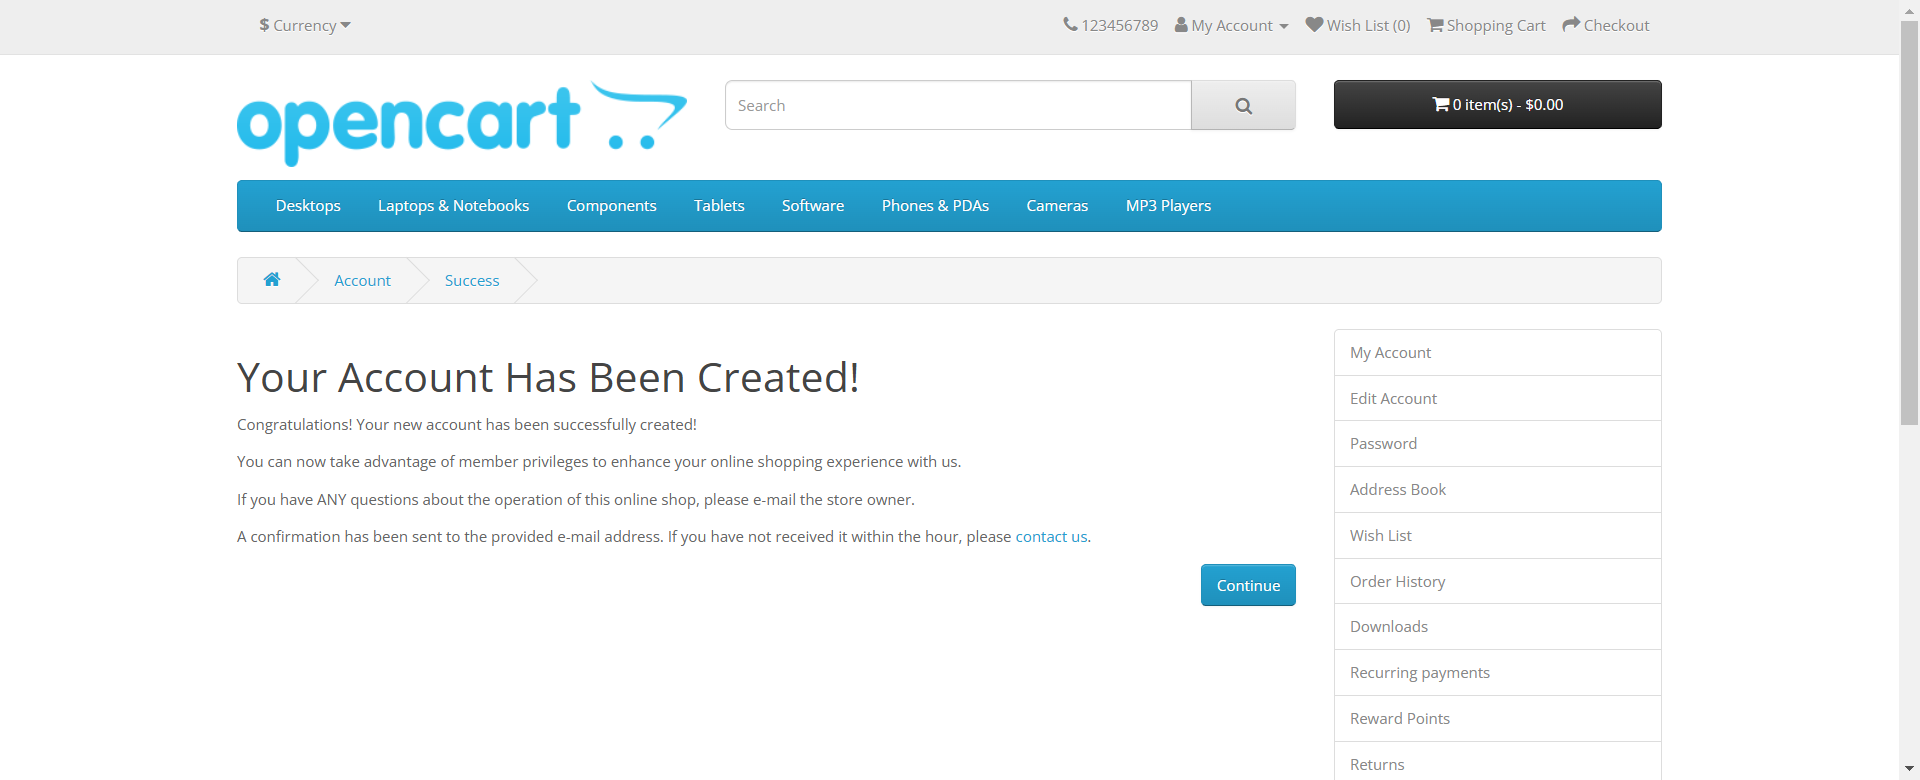 $ Currency
123456789 My Account Wish List (0) Shopping Cart Checkout
opencart
Search
0 item(s) - $0.00
Desktops Laptops & Notebooks Components Tablets Software Phones & PDAs Cameras MP3 Players
Account Success
Your Account Has Been Created!
Congratulations! Your new account has been successfully created!
You can now take advantage of member privileges to enhance your online shopping experience with us.
If you have ANY questions about the operation of this online shop, please e-mail the store owner.
A confirmation has been sent to the provided e-mail address. If you have not received it within the hour, please contact us.
Continue
My Account
Edit Account
Password
Address Book
Wish List
Order History
Downloads
Recurring payments
Reward Points
Returns